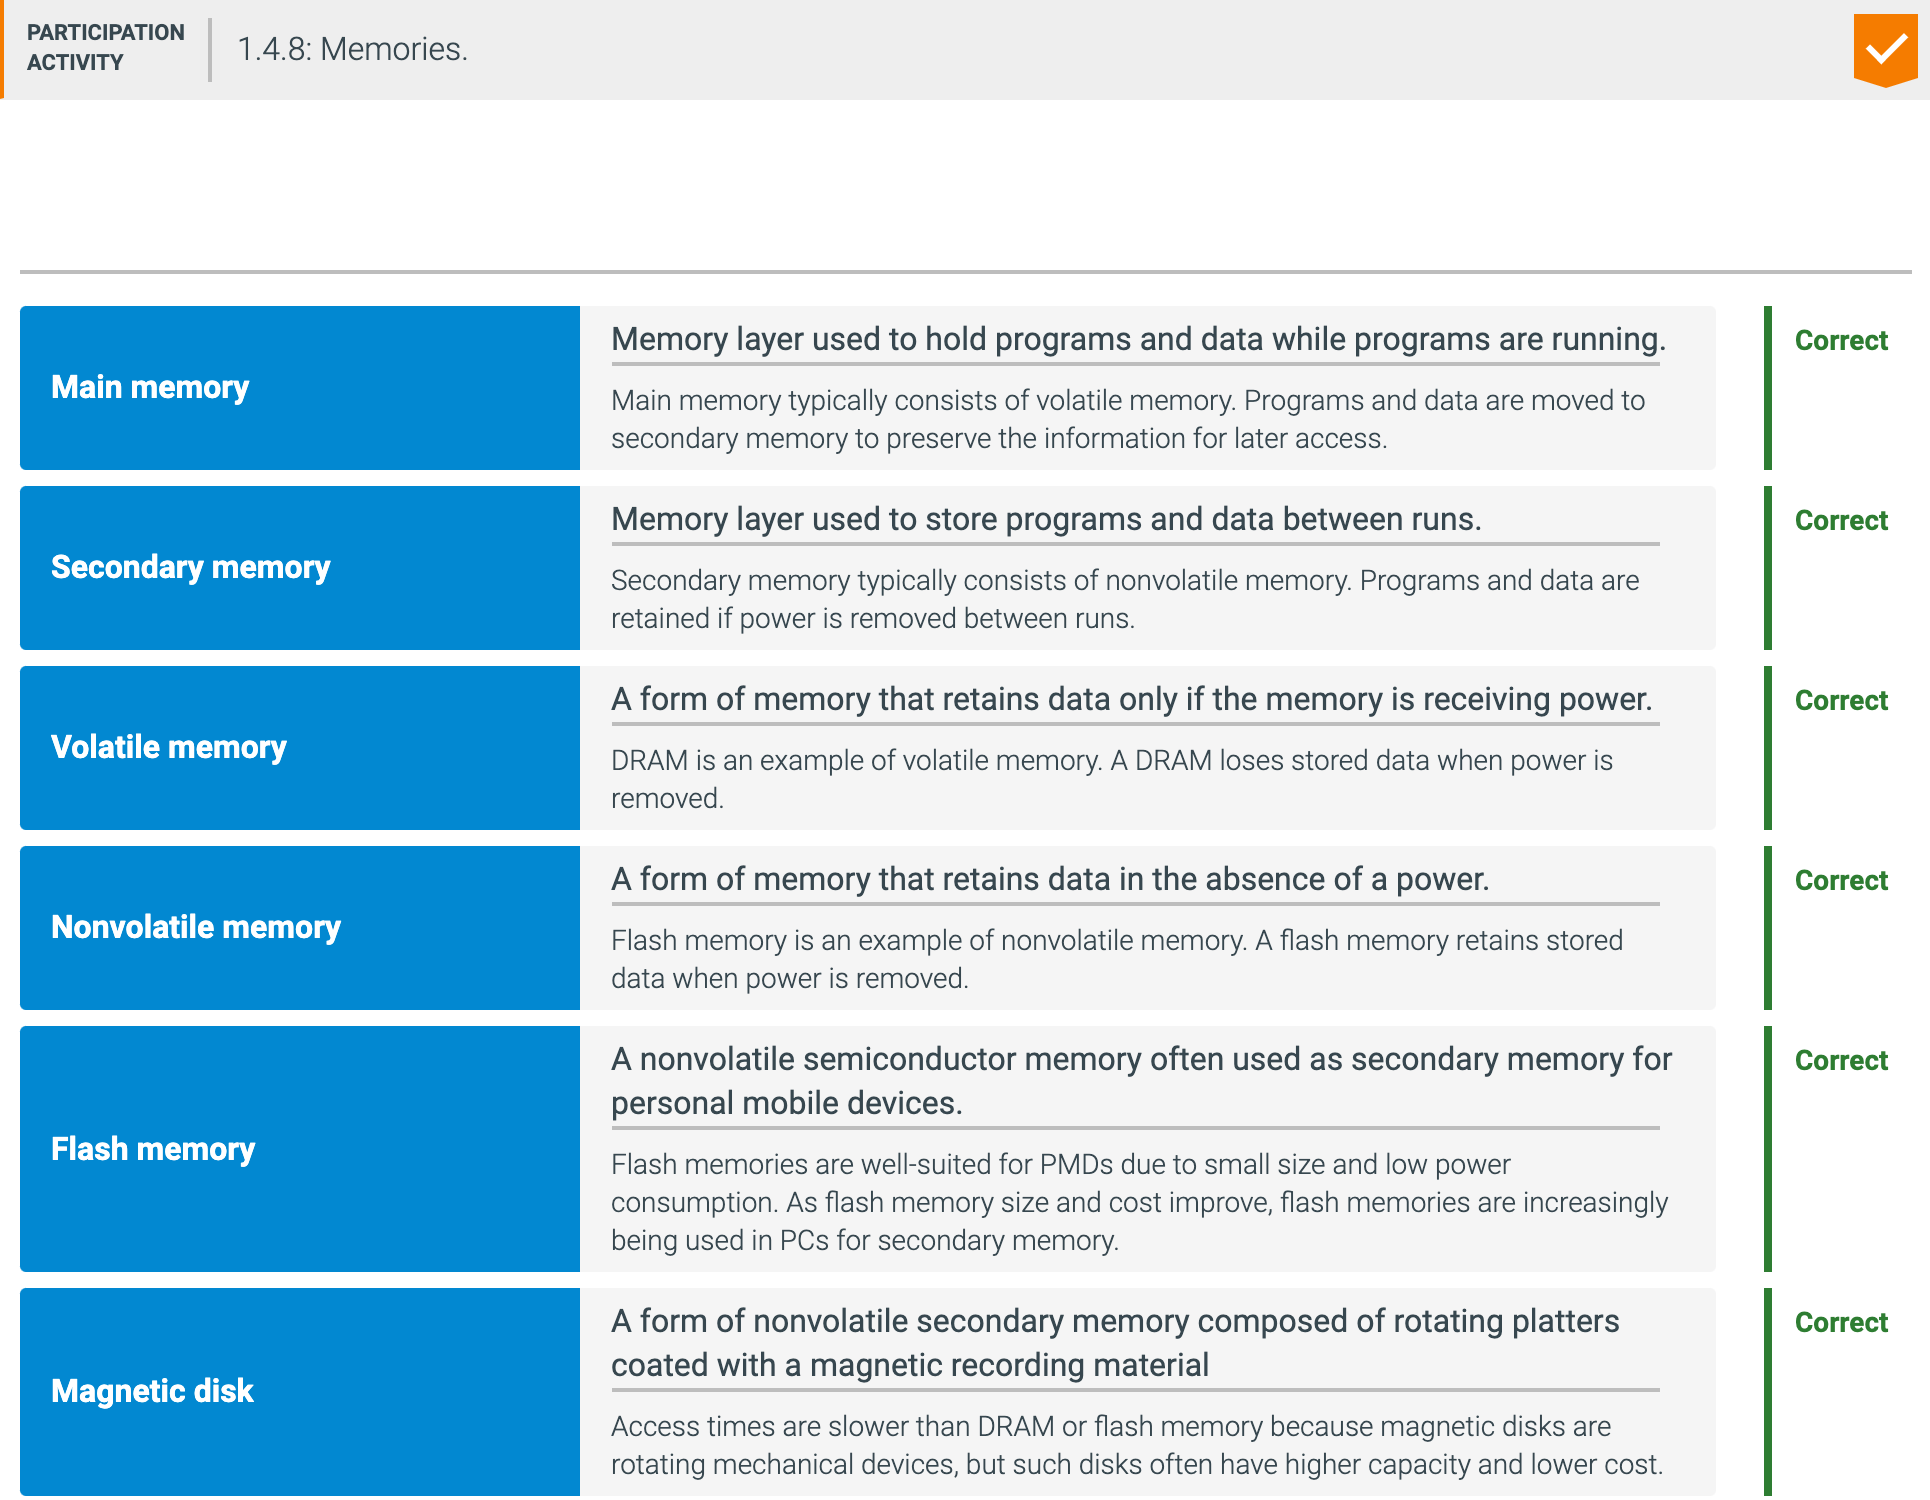 PARTICIPATION
ACTIVITY
1.4.8: Memories.
Main memory
Memory layer used to hold programs and data while programs are running.
Main memory typically consists of volatile memory. Programs and data are moved to
secondary memory to preserve the information for later access.
Correct
Secondary memory
Memory layer used to store programs and data between runs.
Secondary memory typically consists of nonvolatile memory. Programs and data are
retained if power is removed between runs.
Correct
Volatile memory
A form of memory that retains data only if the memory is receiving power.
DRAM is an example of volatile memory. A DRAM loses stored data when power is
removed.
Correct
Nonvolatile memory
A form of memory that retains data in the absence of a power.
Flash memory is an example of nonvolatile memory. A flash memory retains stored
data when power is removed.
Correct
Flash memory
A nonvolatile semiconductor memory often used as secondary memory for
personal mobile devices.
Flash memories are well-suited for PMDs due to small size and low power
consumption. As flash memory size and cost improve, flash memories are increasingly
being used in PCs for secondary memory.
Correct
Magnetic disk
A form of nonvolatile secondary memory composed of rotating platters
coated with a magnetic recording material
Access times are slower than DRAM or flash memory because magnetic disks are
rotating mechanical devices, but such disks often have higher capacity and lower cost.
Correct